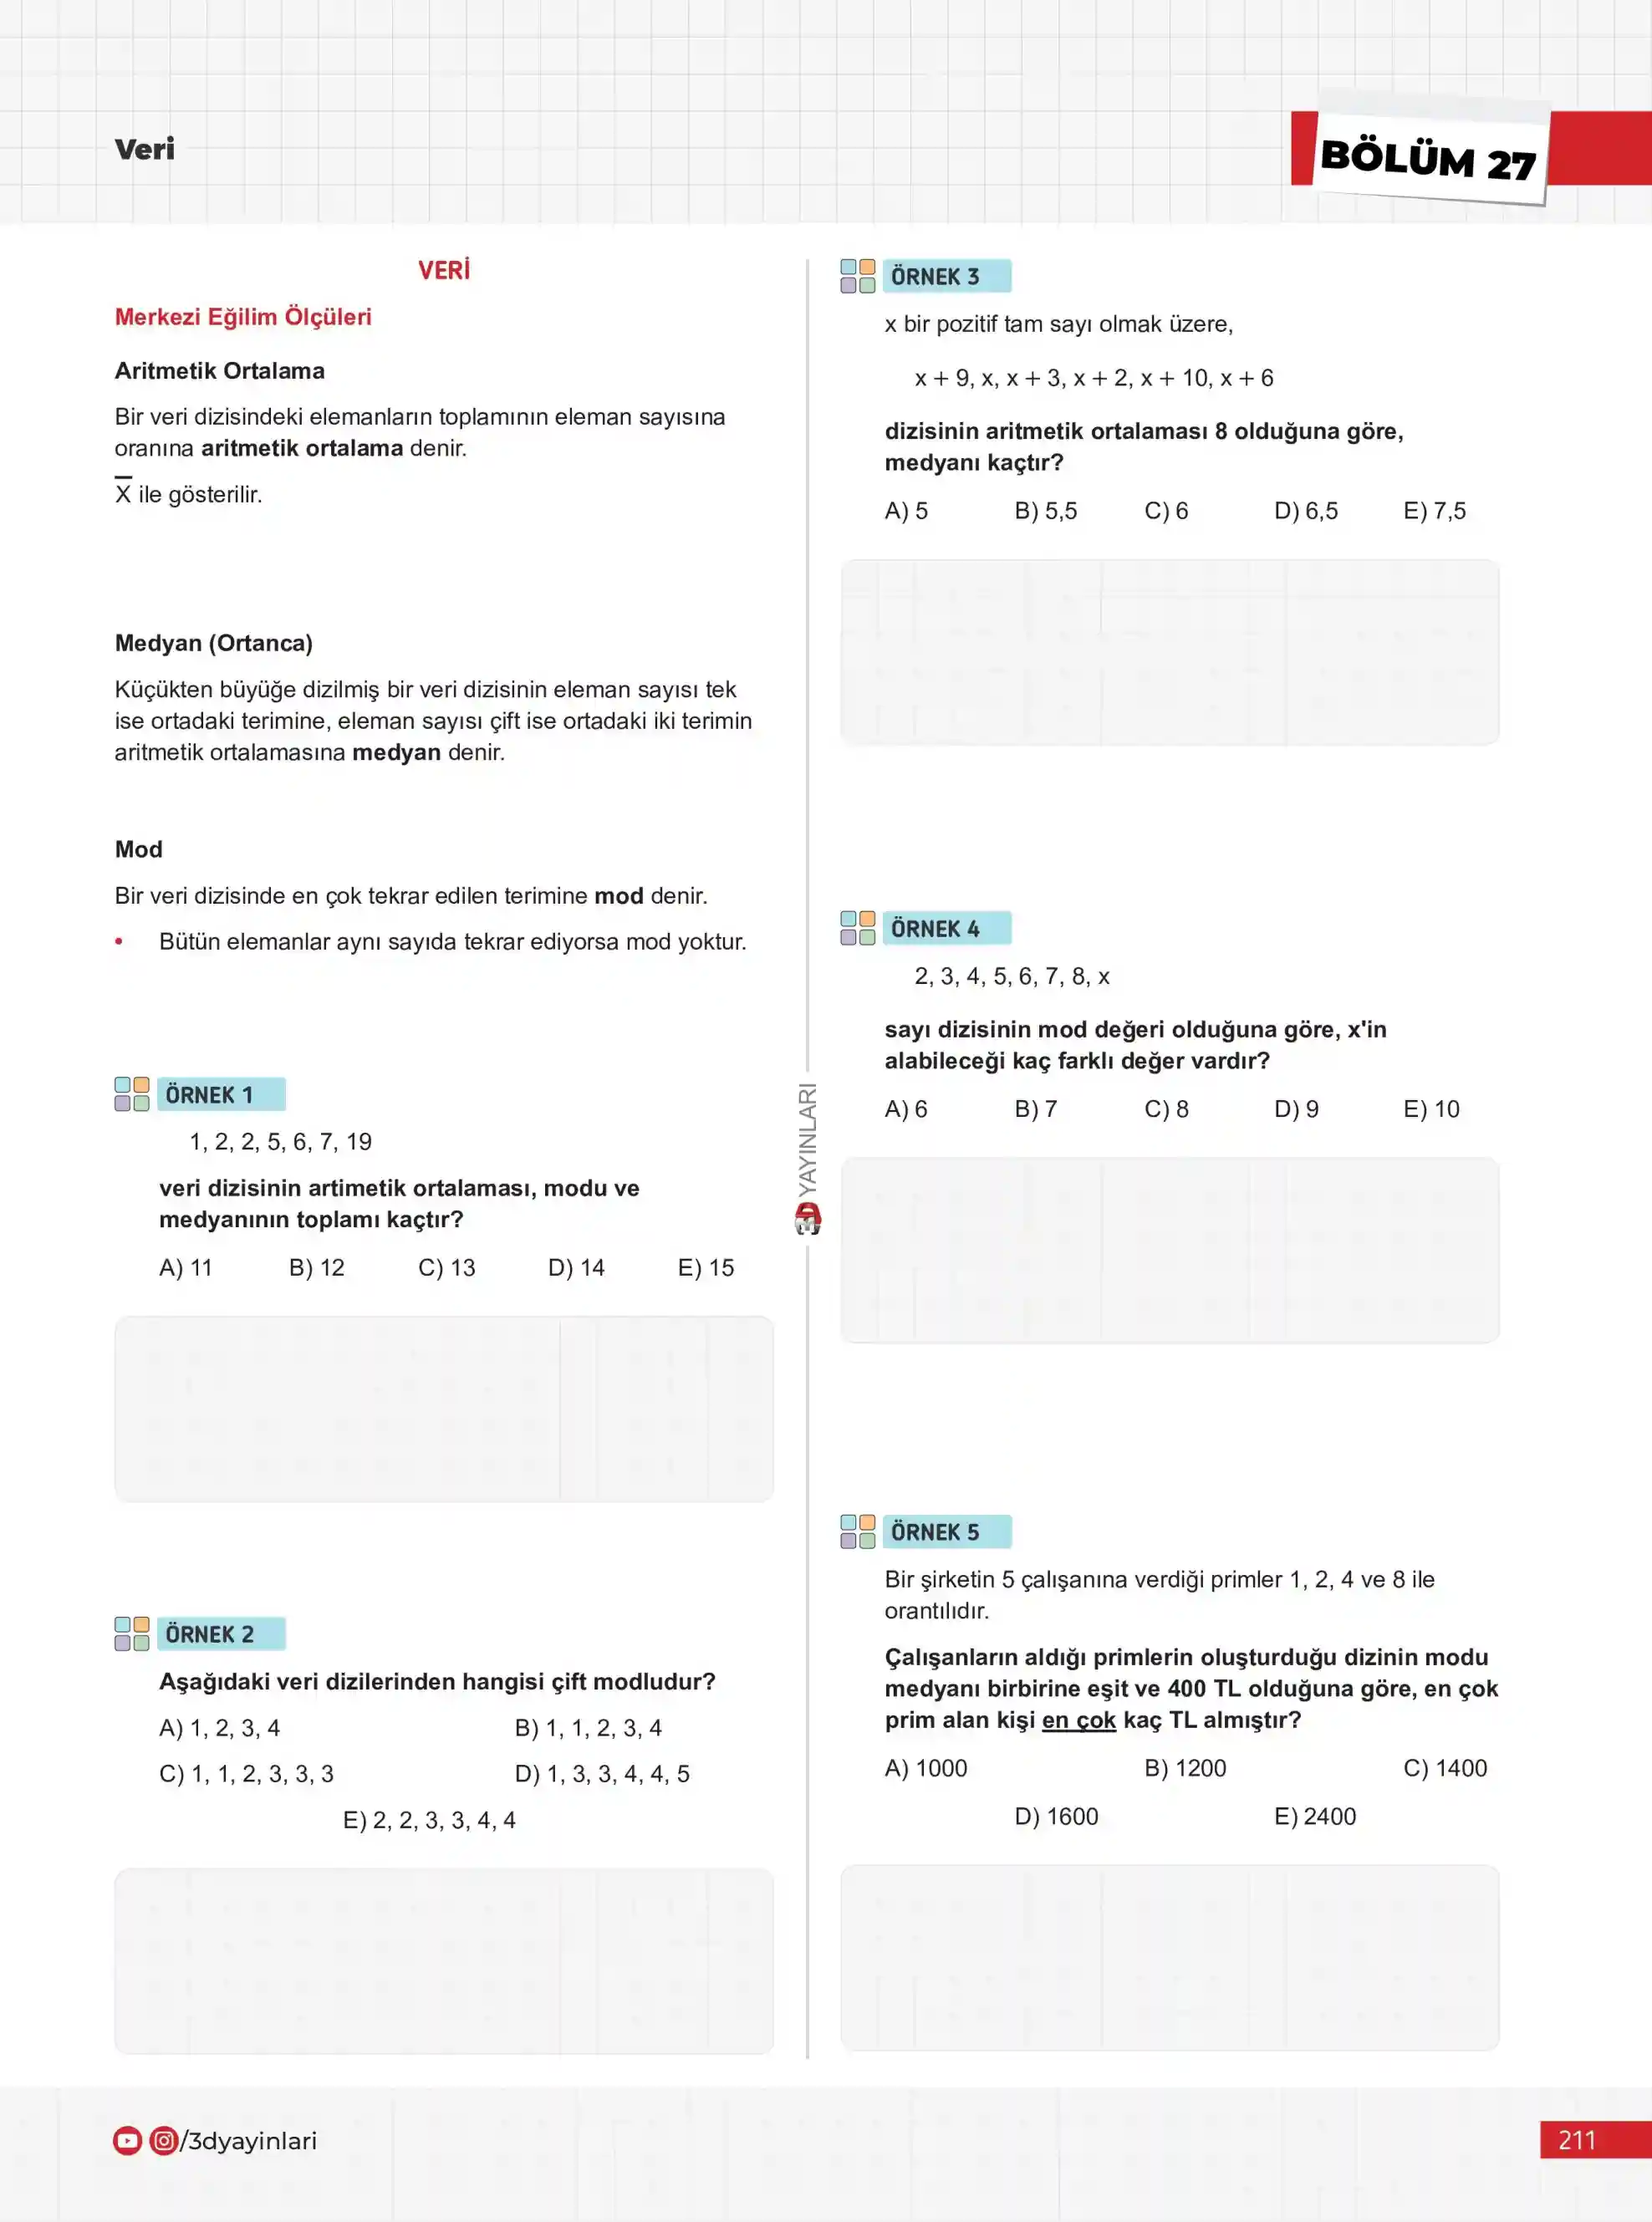 Veri
BÖLÜM 27
VERİ
Merkezi Eğilim Ölçüleri
Aritmetik Ortalama
Bir veri dizisindeki elemanların toplamının eleman sayısına
oranına aritmetik ortalama denir.
X̅ ile gösterilir.
Medyan (Ortanca)
Küçükten büyüğe dizilmiş bir veri dizisinin eleman sayısı tek
ise ortadaki terimine, eleman sayısı çift ise ortadaki iki terimin
aritmetik ortalamasına medyan denir.
Mod
Bir veri dizisinde en çok tekrar edilen terimine mod denir.
• Bütün elemanlar aynı sayıda tekrar ediyorsa mod yoktur.
ÖRNEK 1
1, 2, 2, 5, 6, 7, 19
veri dizisinin artimetik ortalaması, modu ve
medyanının toplamı kaçtır?
A) 11 B) 12 C) 13 D) 14 E) 15
ÖRNEK 2
Aşağıdaki veri dizilerinden hangisi çift modludur?
A) 1, 2, 3, 4 B) 1, 1, 2, 3, 4
C) 1, 1, 2, 3, 3, 3 D) 1, 3, 3, 4, 4, 5
E) 2, 2, 3, 3, 4, 4
YAYINLARI
ÖRNEK 3
x bir pozitif tam sayı olmak üzere,
x + 9, x, x + 3, x + 2, x + 10, x + 6
dizisinin aritmetik ortalaması 8 olduğuna göre,
medyanı kaçtır?
A) 5 B) 5,5 C) 6 D) 6,5 E) 7,5
ÖRNEK 4
2, 3, 4, 5, 6, 7, 8, x
sayı dizisinin mod değeri olduğuna göre, x'in
alabileceği kaç farklı değer vardır?
A) 6 B) 7 C) 8 D) 9 E) 10
ÖRNEK 5
Bir şirketin 5 çalışanına verdiği primler 1, 2, 4 ve 8 ile
orantılıdır.
Çalışanların aldığı primlerin oluşturduğu dizinin modu
medyanı birbirine eşit ve 400 TL olduğuna göre, en çok
prim alan kişi en çok kaç TL almıştır?
A) 1000 B) 1200 C) 1400
D) 1600 E) 2400
/3dyayinlari
211